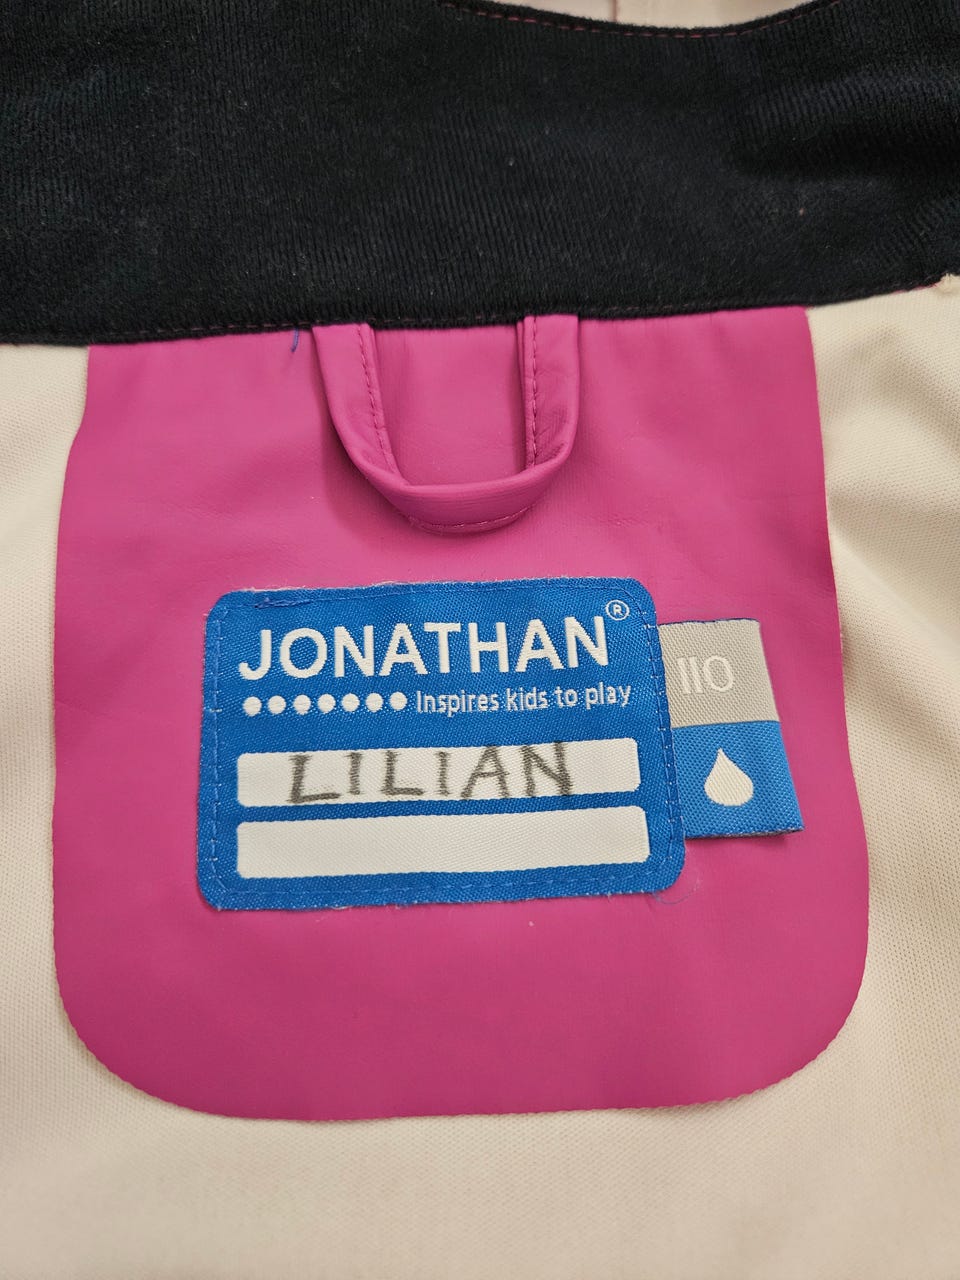 JONATHAN®
Inspires kids to play
LILIAN
110